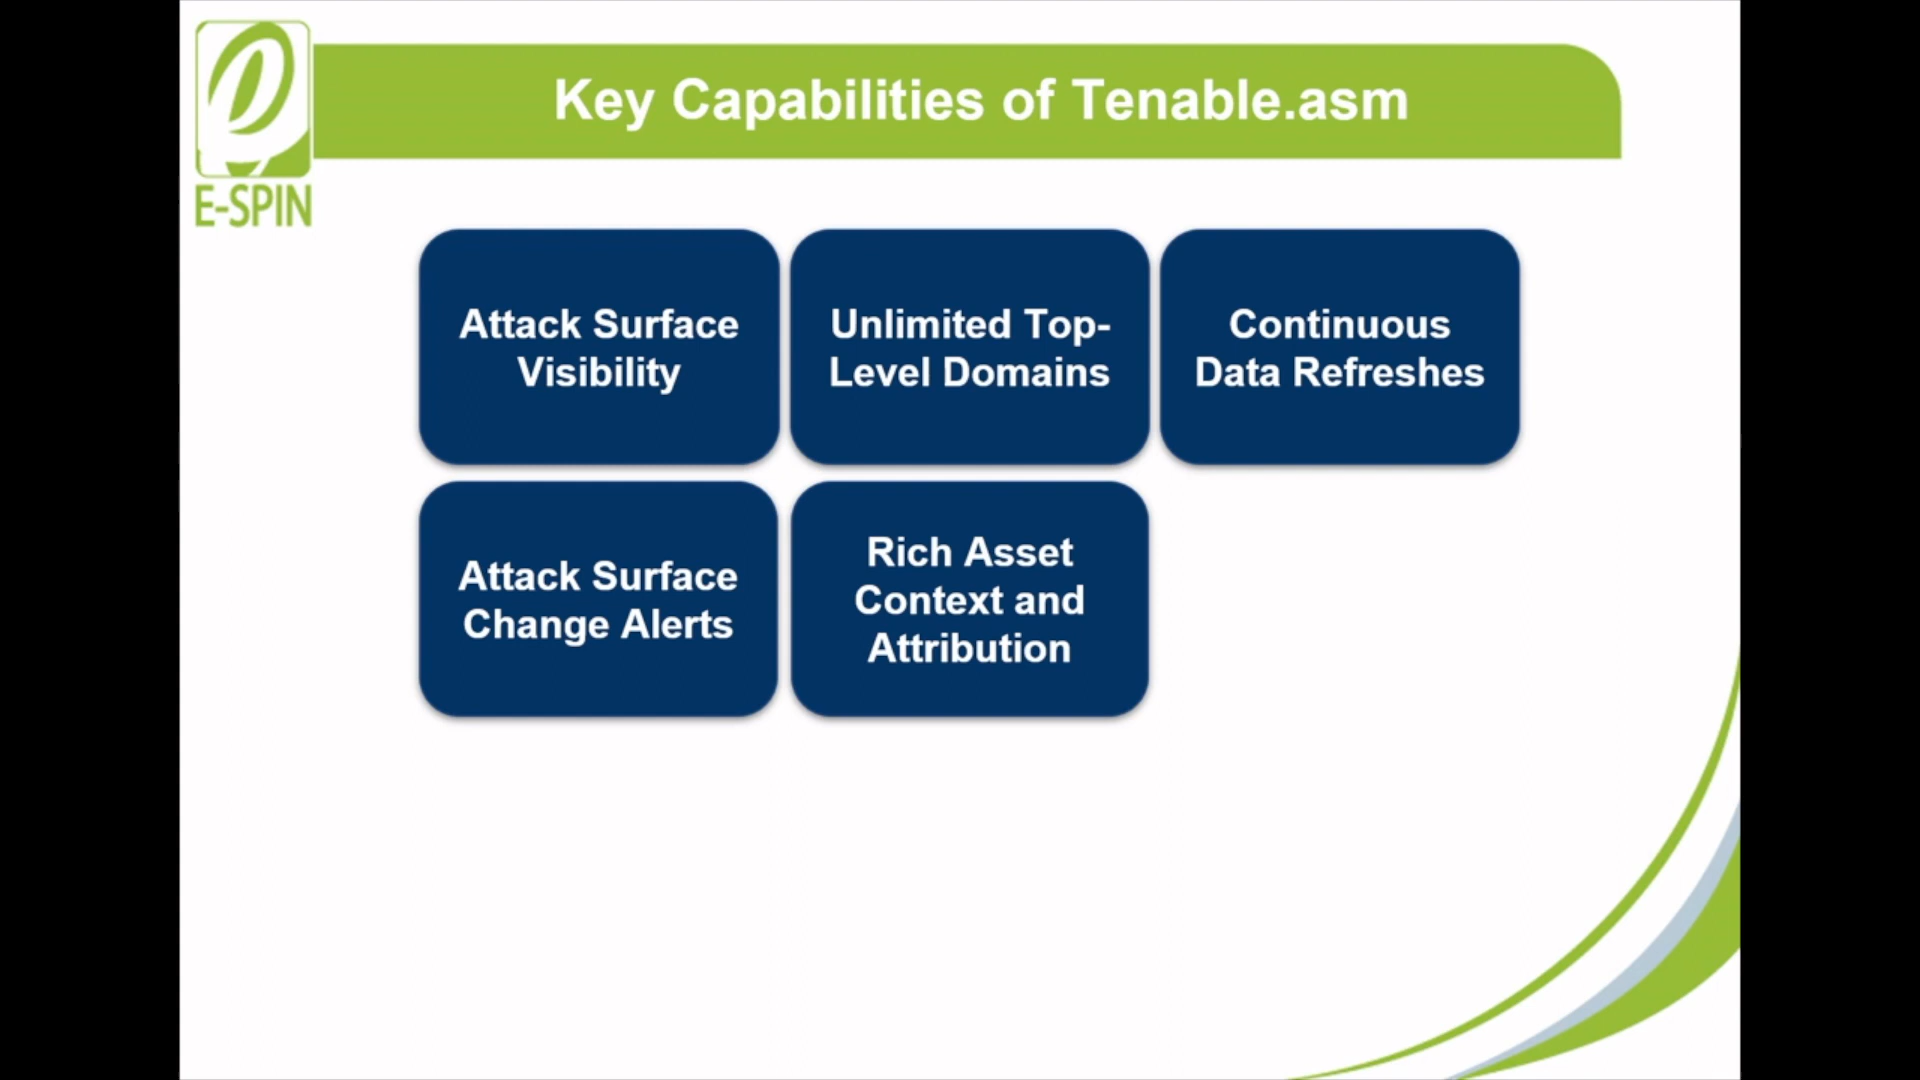 Key Capabilities of Tenable.asm
E-SPIN
Attack Surface
Visibility
Unlimited Top-
Level Domains
Continuous
Data Refreshes
Attack Surface
Change Alerts
Rich Asset
Context and
Attribution